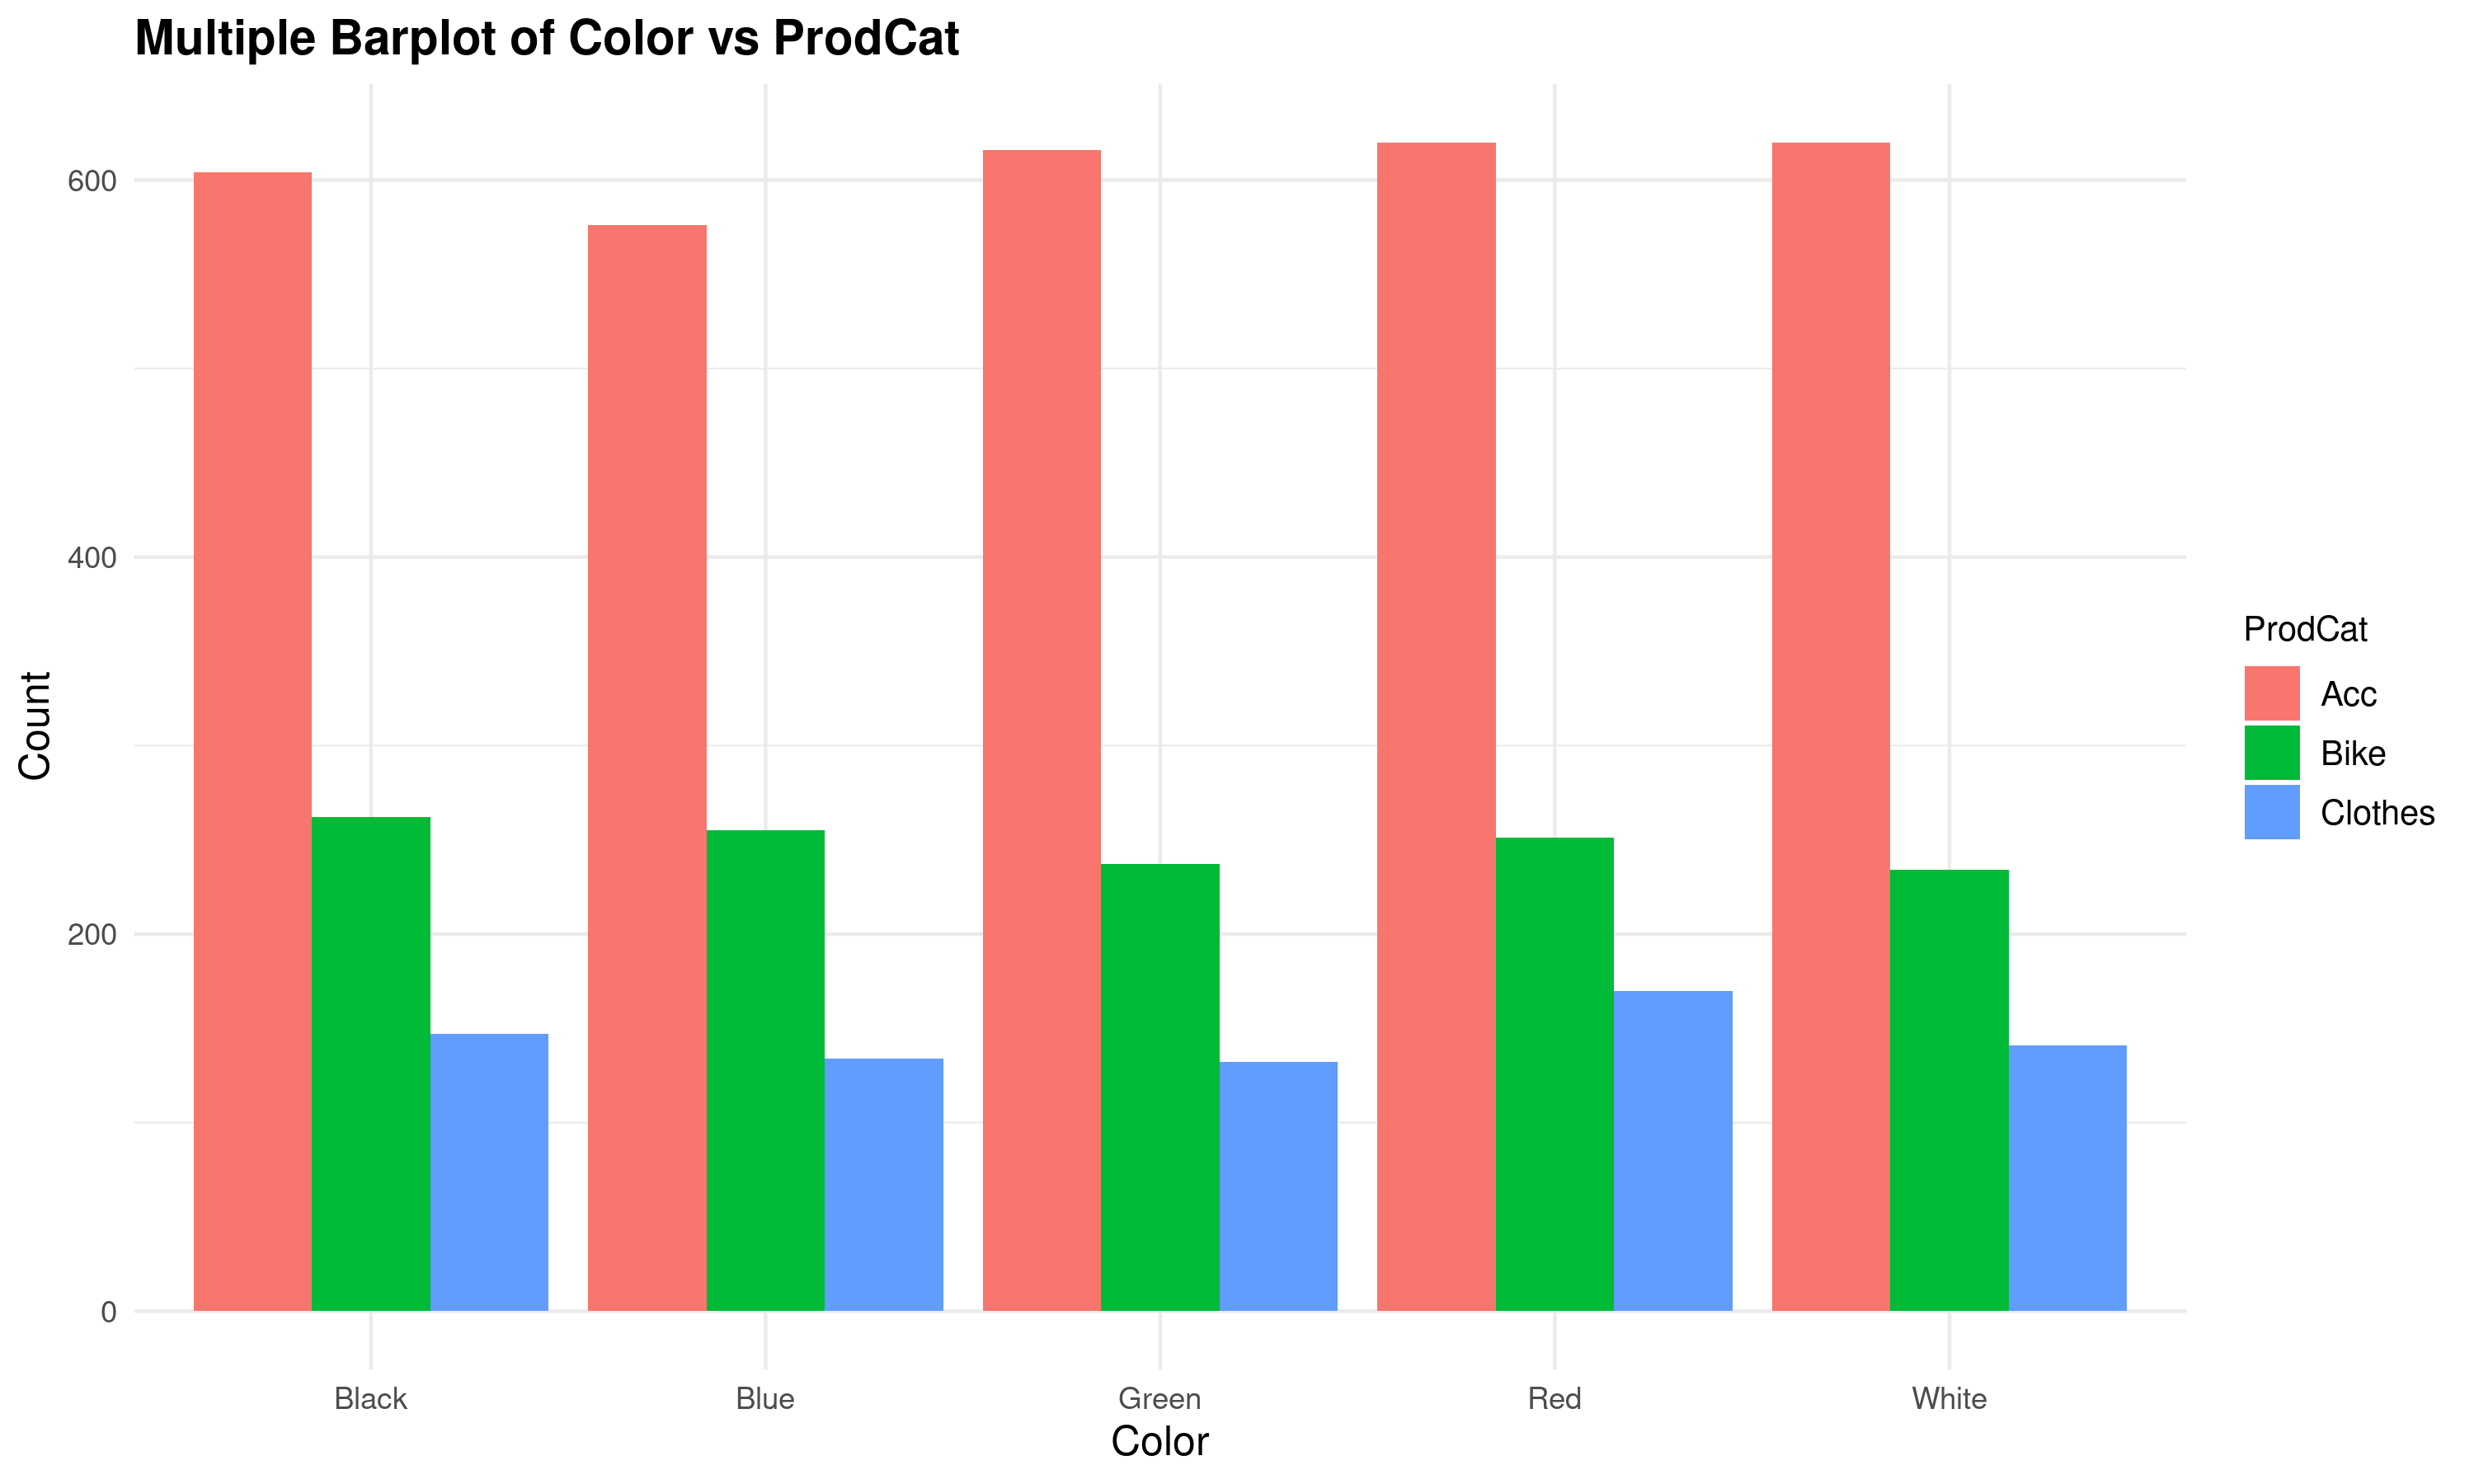 Multiple Barplot of Color vs ProdCat
600
400
200
0
Count
Black
Blue
Green
Red
White
Color
ProdCat
Acc
Bike
Clothes